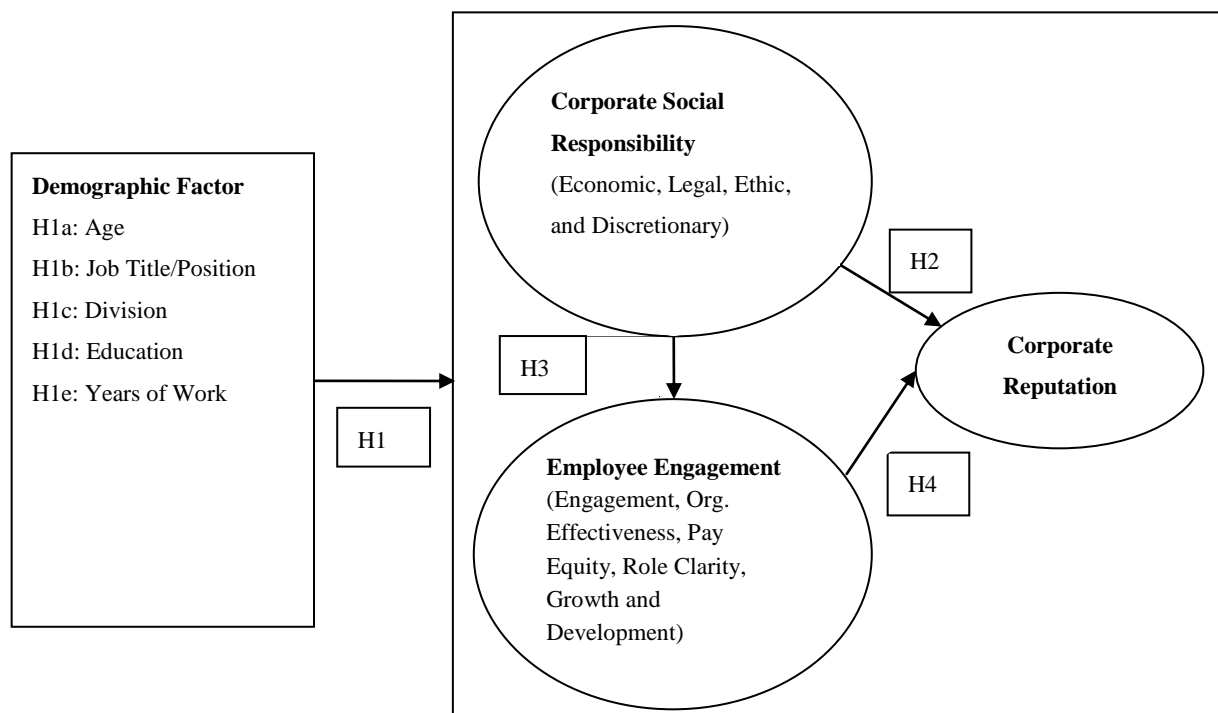 Demographic Factor
H1a: Age
H1b: Job Title/Position
H1c: Division
H1d: Education
H1e: Years of Work
H1
Corporate Social
Responsibility
(Economic, Legal, Ethic,
and Discretionary)
H2
H3
Employee Engagement
(Engagement, Org.
Effectiveness, Pay
Equity, Role Clarity,
Growth and
Development)
H4
Corporate
Reputation